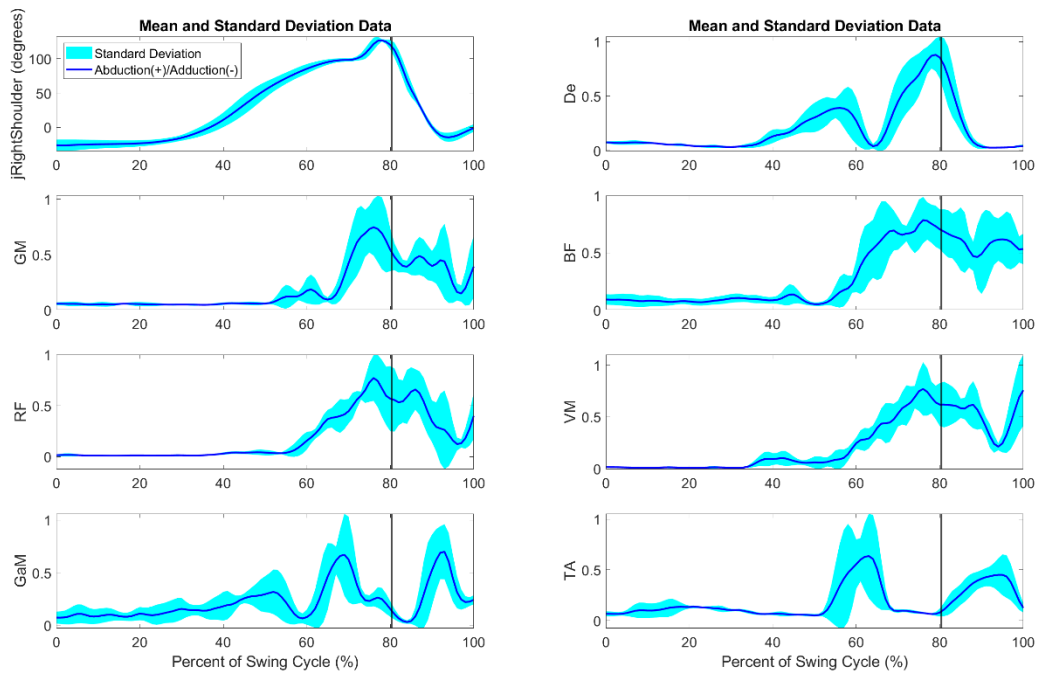 Mean and Standard Deviation Data
jRightShoulder (degrees)
100
50
0
Standard Deviation
Abduction(+)/Adduction(-)
0 20 40 60 80 100
Mean and Standard Deviation Data
De
1
0.5
0
0 20 40 60 80 100
GM
1
0.5
0
0 20 40 60 80 100
BF
1
0.5
0
0 20 40 60 80 100
RF
1
0.5
0
0 20 40 60 80 100
VM
1
0.5
0
0 20 40 60 80 100
GaM
1
0.5
0
0 20 40 60 80 100
Percent of Swing Cycle (%)
TA
1
0.5
0
0 20 40 60 80 100
Percent of Swing Cycle (%)